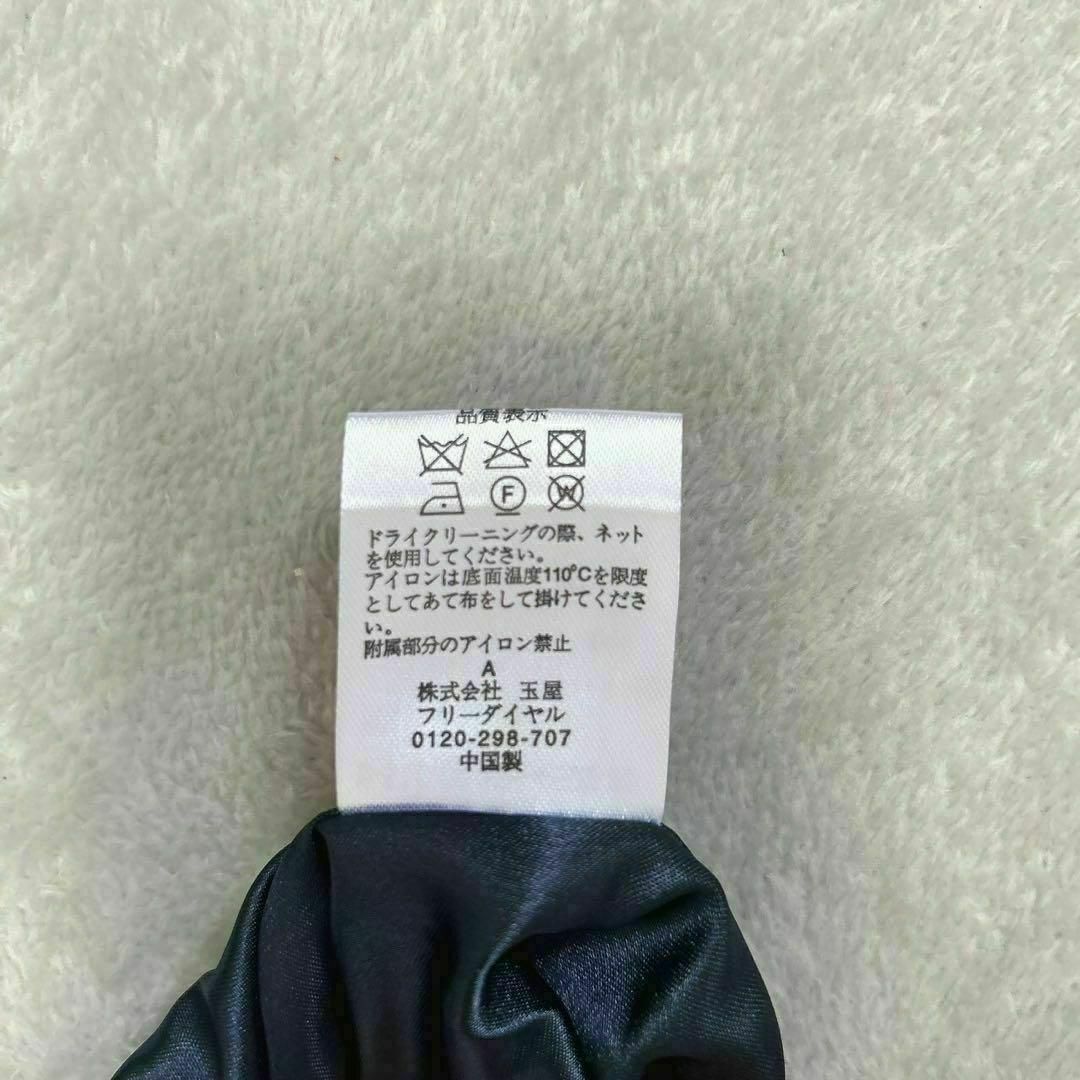 品質表示
F
W
ドライクリーニングの際、ネット
を使用してください。
アイロンは底面温度110℃を限度
としてあて布をして掛けてくださ
い。
附属部分のアイロン禁止
A
株式会社 玉屋
フリーダイヤル
0120-298-707
中国製